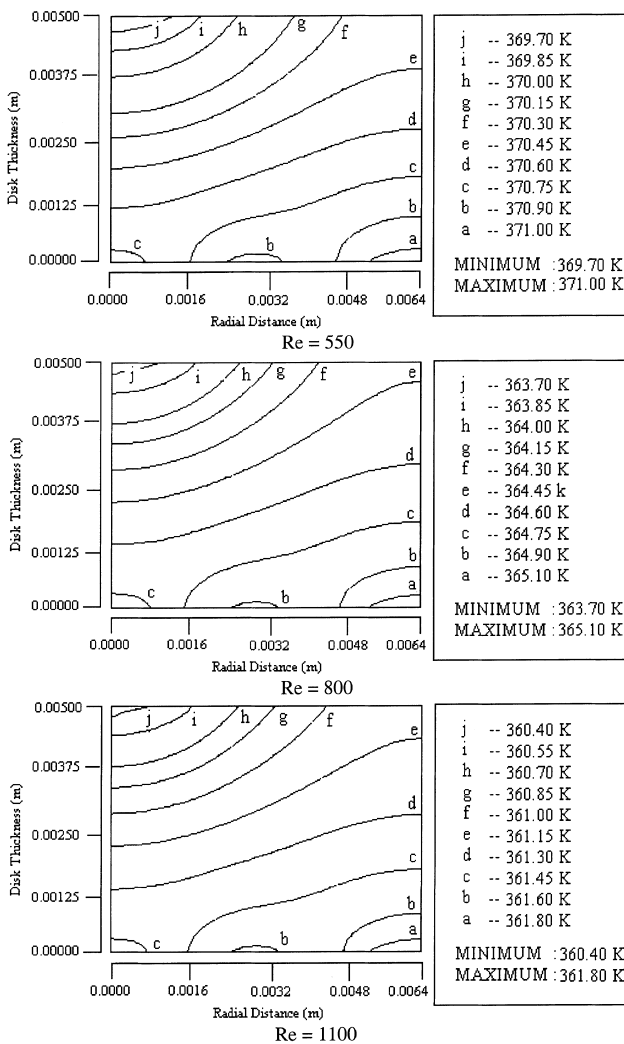 0.00500
0.00375
0.00250
0.00125
0.00000
Disk Thickness (m)
j
i
h
g
f
e
d
c
b
a
c
b
0.0000
0.0016
0.0032
0.0048
0.0064
Radial Distance (m)
j -- 369.70 K
i -- 369.85 K
h -- 370.00 K
g -- 370.15 K
f -- 370.30 K
e -- 370.45 K
d -- 370.60 K
c -- 370.75 K
b -- 370.90 K
a -- 371.00 K
MINIMUM : 369.70 K
MAXIMUM : 371.00 K
Re = 550
0.00500
0.00375
0.00250
0.00125
0.00000
Disk Thickness (m)
j
i
h
g
f
e
d
c
b
a
c
b
0.0000
0.0016
0.0032
0.0048
0.0064
Radial Distance (m)
j -- 363.70 K
i -- 363.85 K
h -- 364.00 K
g -- 364.15 K
f -- 364.30 K
e -- 364.45 k
d -- 364.60 K
c -- 364.75 K
b -- 364.90 K
a -- 365.10 K
MINIMUM : 363.70 K
MAXIMUM : 365.10 K
Re = 800
0.00500
0.00375
0.00250
0.00125
0.00000
Disk Thickness (m)
j
i
h
g
f
e
d
c
b
a
c
b
0.0000
0.0016
0.0032
0.0048
0.0064
Radial Distance (m)
j -- 360.40 K
i -- 360.55 K
h -- 360.70 K
g -- 360.85 K
f -- 361.00 K
e -- 361.15 K
d -- 361.30 K
c -- 361.45 K
b -- 361.60 K
a -- 361.80 K
MINIMUM : 360.40 K
MAXIMUM : 361.80 K
Re = 1100